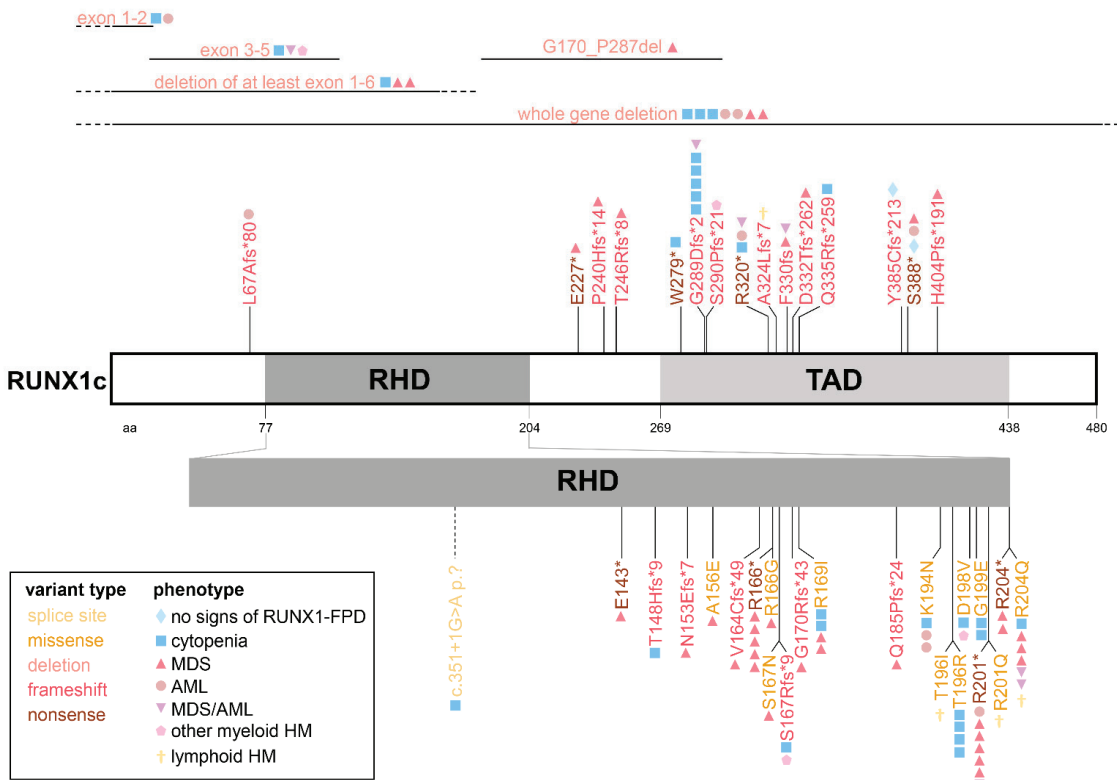 exon 1-2
exon 3-5
G170_P287del
deletion of at least exon 1-6
whole gene deletion
L67Afs*80
E227*
P240Hfs*14
T246Rfs*8
W279*
G289Dfs*2
S290Pfs*21
R320*
A324Lfs*7
F330fs
D332Tfs*262
Q335Rfs*259
Y385Cfs*213
S388*
H404Pfs*191
RUNX1c
RHD
TAD
aa
77
204
269
438
480
RHD
c.351+1G>A p.?
E143*
T148Hfs*9
N153Efs*7
A156E
V164Cfs*49
R166*
R166G
S167N
S167Rfs*9
G170Rfs*43
R169I
Q185Pfs*24
K194N
T196I
T196R
D198V
G199E
R201*
R201Q
R204*
R204Q
variant type
splice site
missense
deletion
frameshift
nonsense
phenotype
no signs of RUNX1-FPD
cytopenia
MDS
AML
MDS/AML
other myeloid HM
lymphoid HM